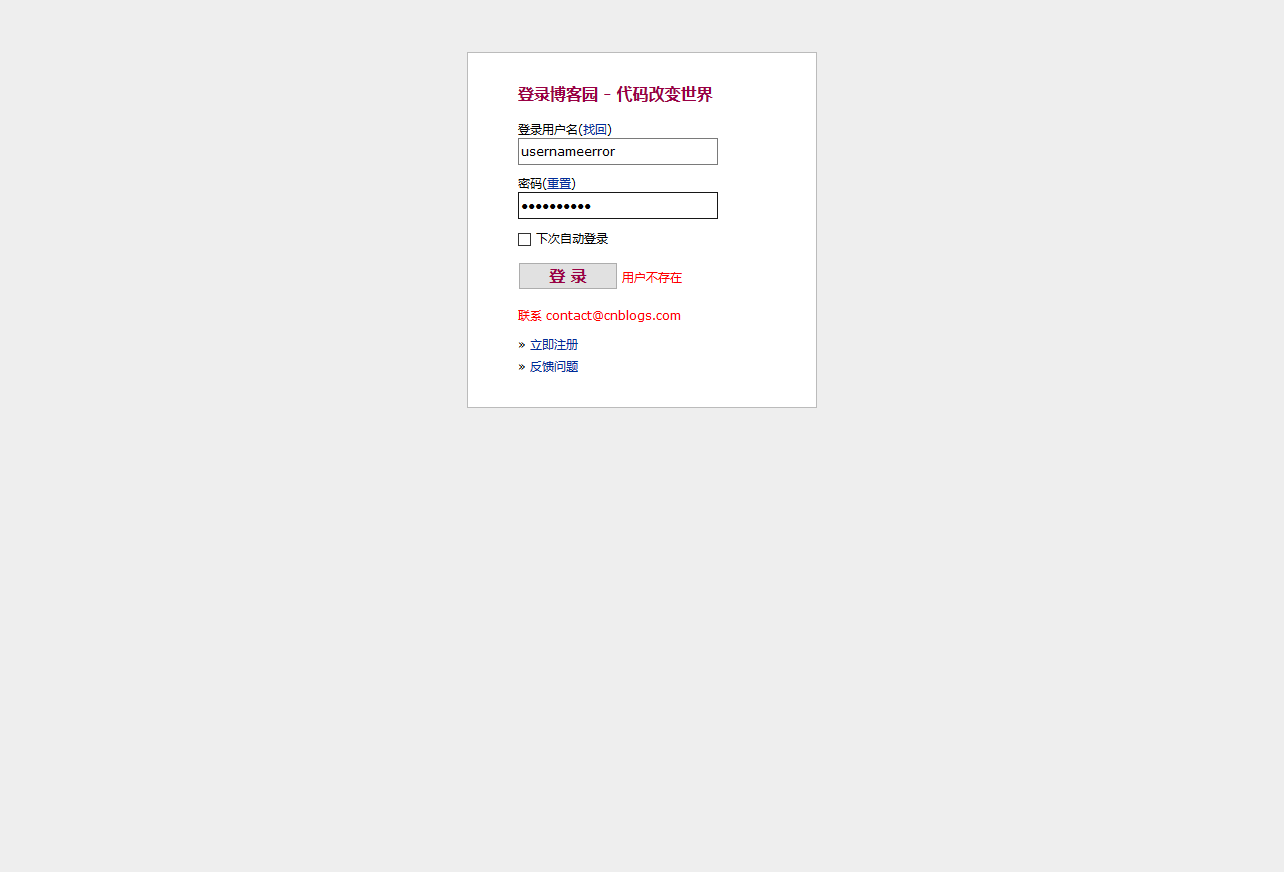 登录博客园 - 代码改变世界
登录用户名(找回)
usernameerror
密码(重置)
••••••••••
下次自动登录
登 录 用户不存在
联系 contact@cnblogs.com
» 立即注册
» 反馈问题